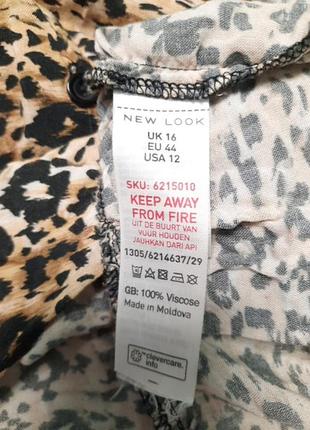 NEW LOOK
UK 16
EU 44
USA 12
SKU: 6215010
KEEP AWAY
FROM FIRE
UIT DE BUURT VAN
VUUR HOUDEN
JAUHKAN DARI API
1305/6214637/29
GB: 100% Viscose
Made in Moldova
clevercare.
info